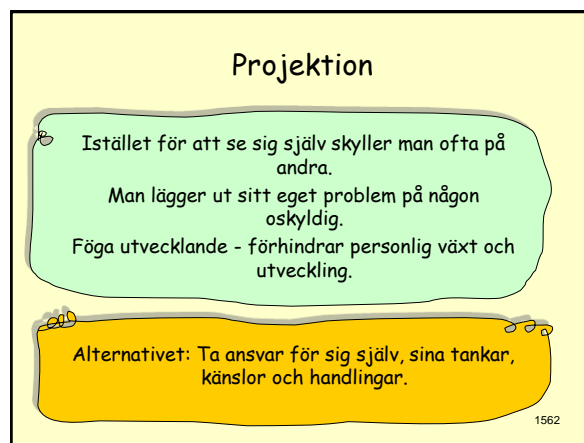 Projektion
Istället för att se sig själv skyller man ofta på
andra.
Man lägger ut sitt eget problem på någon
oskyldig.
Föga utvecklande - förhindrar personlig växt och
utveckling.
Alternativet: Ta ansvar för sig själv, sina tankar,
känslor och handlingar.
1562